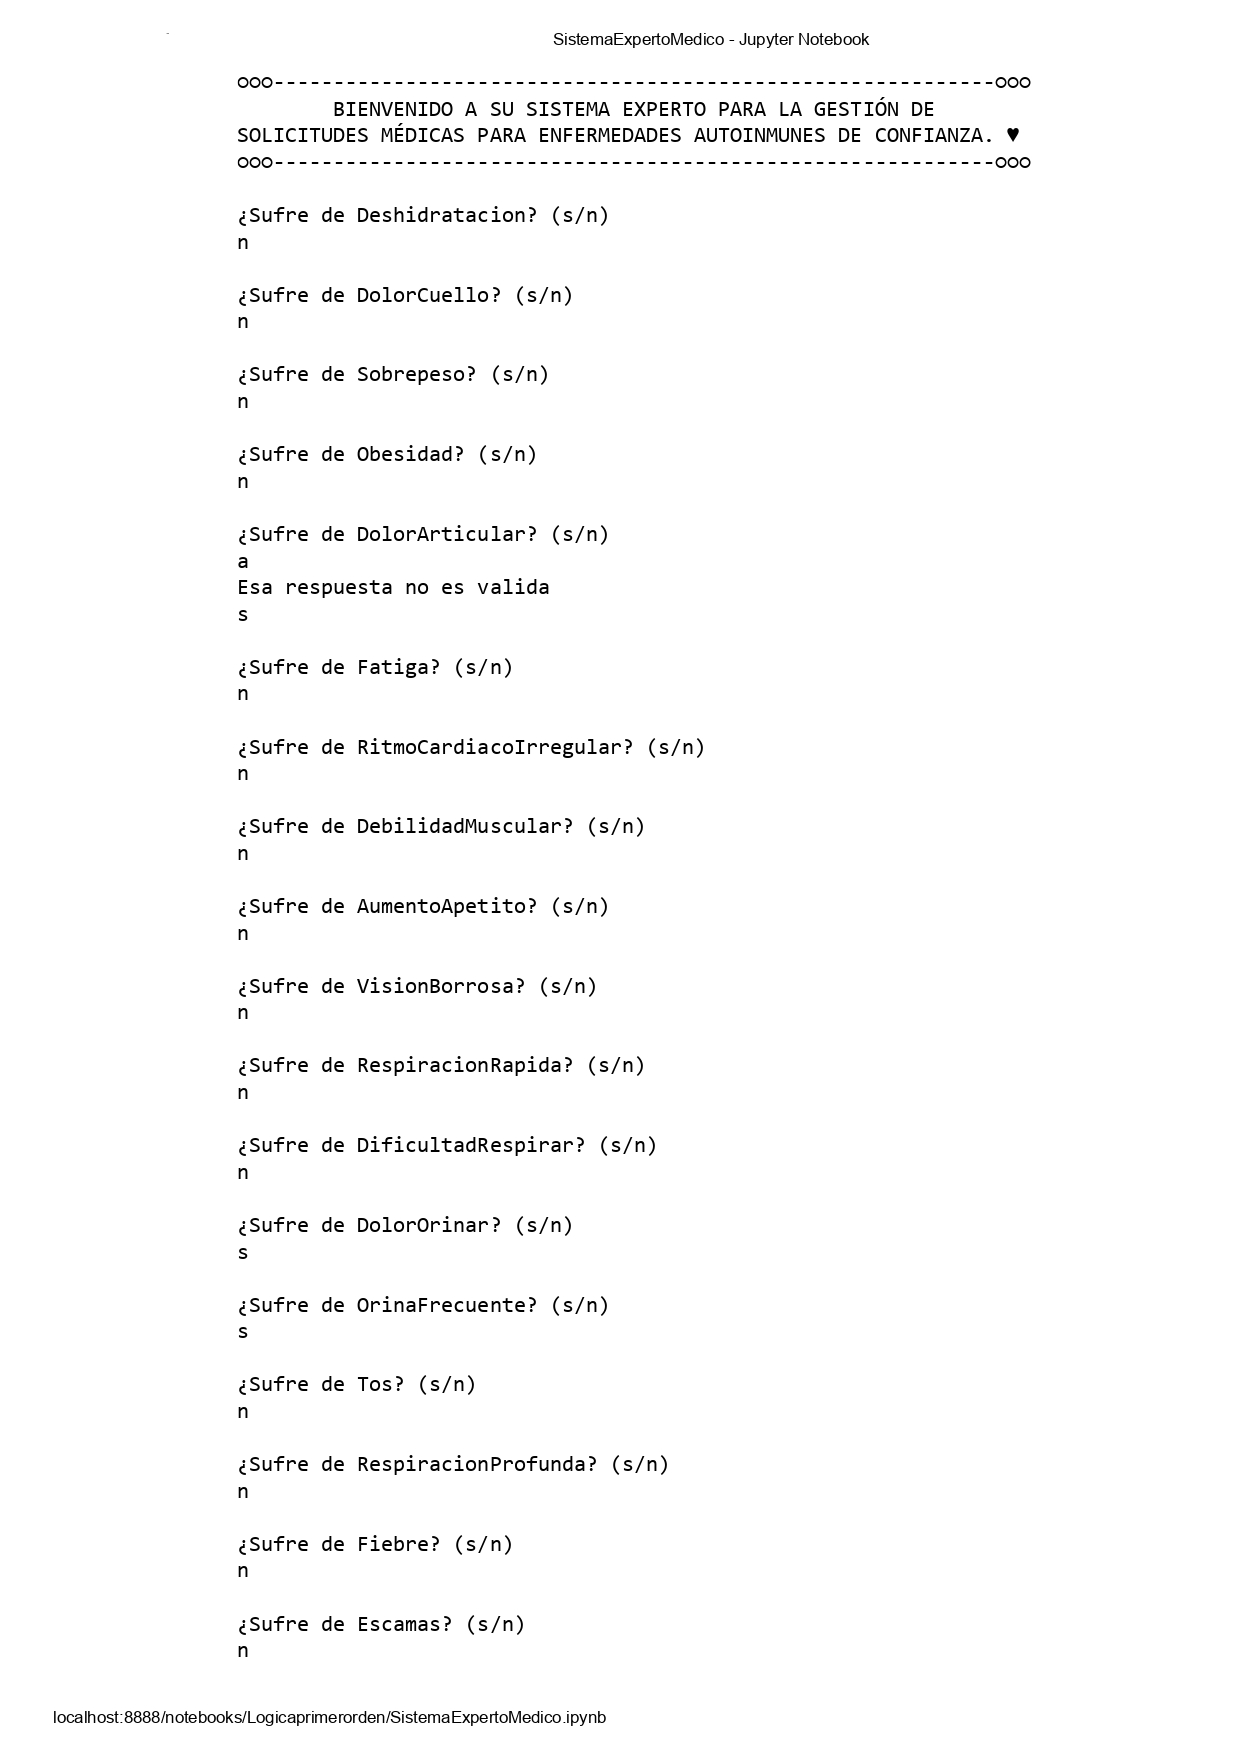 SistemaExpertoMedico - Jupyter Notebook
ooo------------------------------------------------------------ooo
BIENVENIDO A SU SISTEMA EXPERTO PARA LA GESTIÓN DE
SOLICITUDES MÉDICAS PARA ENFERMEDADES AUTOINMUNES DE CONFIANZA. ♥
ooo------------------------------------------------------------ooo
¿Sufre de Deshidratacion? (s/n)
n
¿Sufre de DolorCuello? (s/n)
n
¿Sufre de Sobrepeso? (s/n)
n
¿Sufre de Obesidad? (s/n)
n
¿Sufre de DolorArticular? (s/n)
a
Esa respuesta no es valida
s
¿Sufre de Fatiga? (s/n)
n
¿Sufre de RitmoCardiacoIrregular? (s/n)
n
¿Sufre de DebilidadMuscular? (s/n)
n
¿Sufre de AumentoApetito? (s/n)
n
¿Sufre de VisionBorrosa? (s/n)
n
¿Sufre de RespiracionRapida? (s/n)
n
¿Sufre de DificultadRespirar? (s/n)
n
¿Sufre de DolorOrinar? (s/n)
s
¿Sufre de OrinaFrecuente? (s/n)
s
¿Sufre de Tos? (s/n)
n
¿Sufre de RespiracionProfunda? (s/n)
n
¿Sufre de Fiebre? (s/n)
n
¿Sufre de Escamas? (s/n)
n
localhost:8888/notebooks/Logicaprimerorden/SistemaExpertoMedico.ipynb